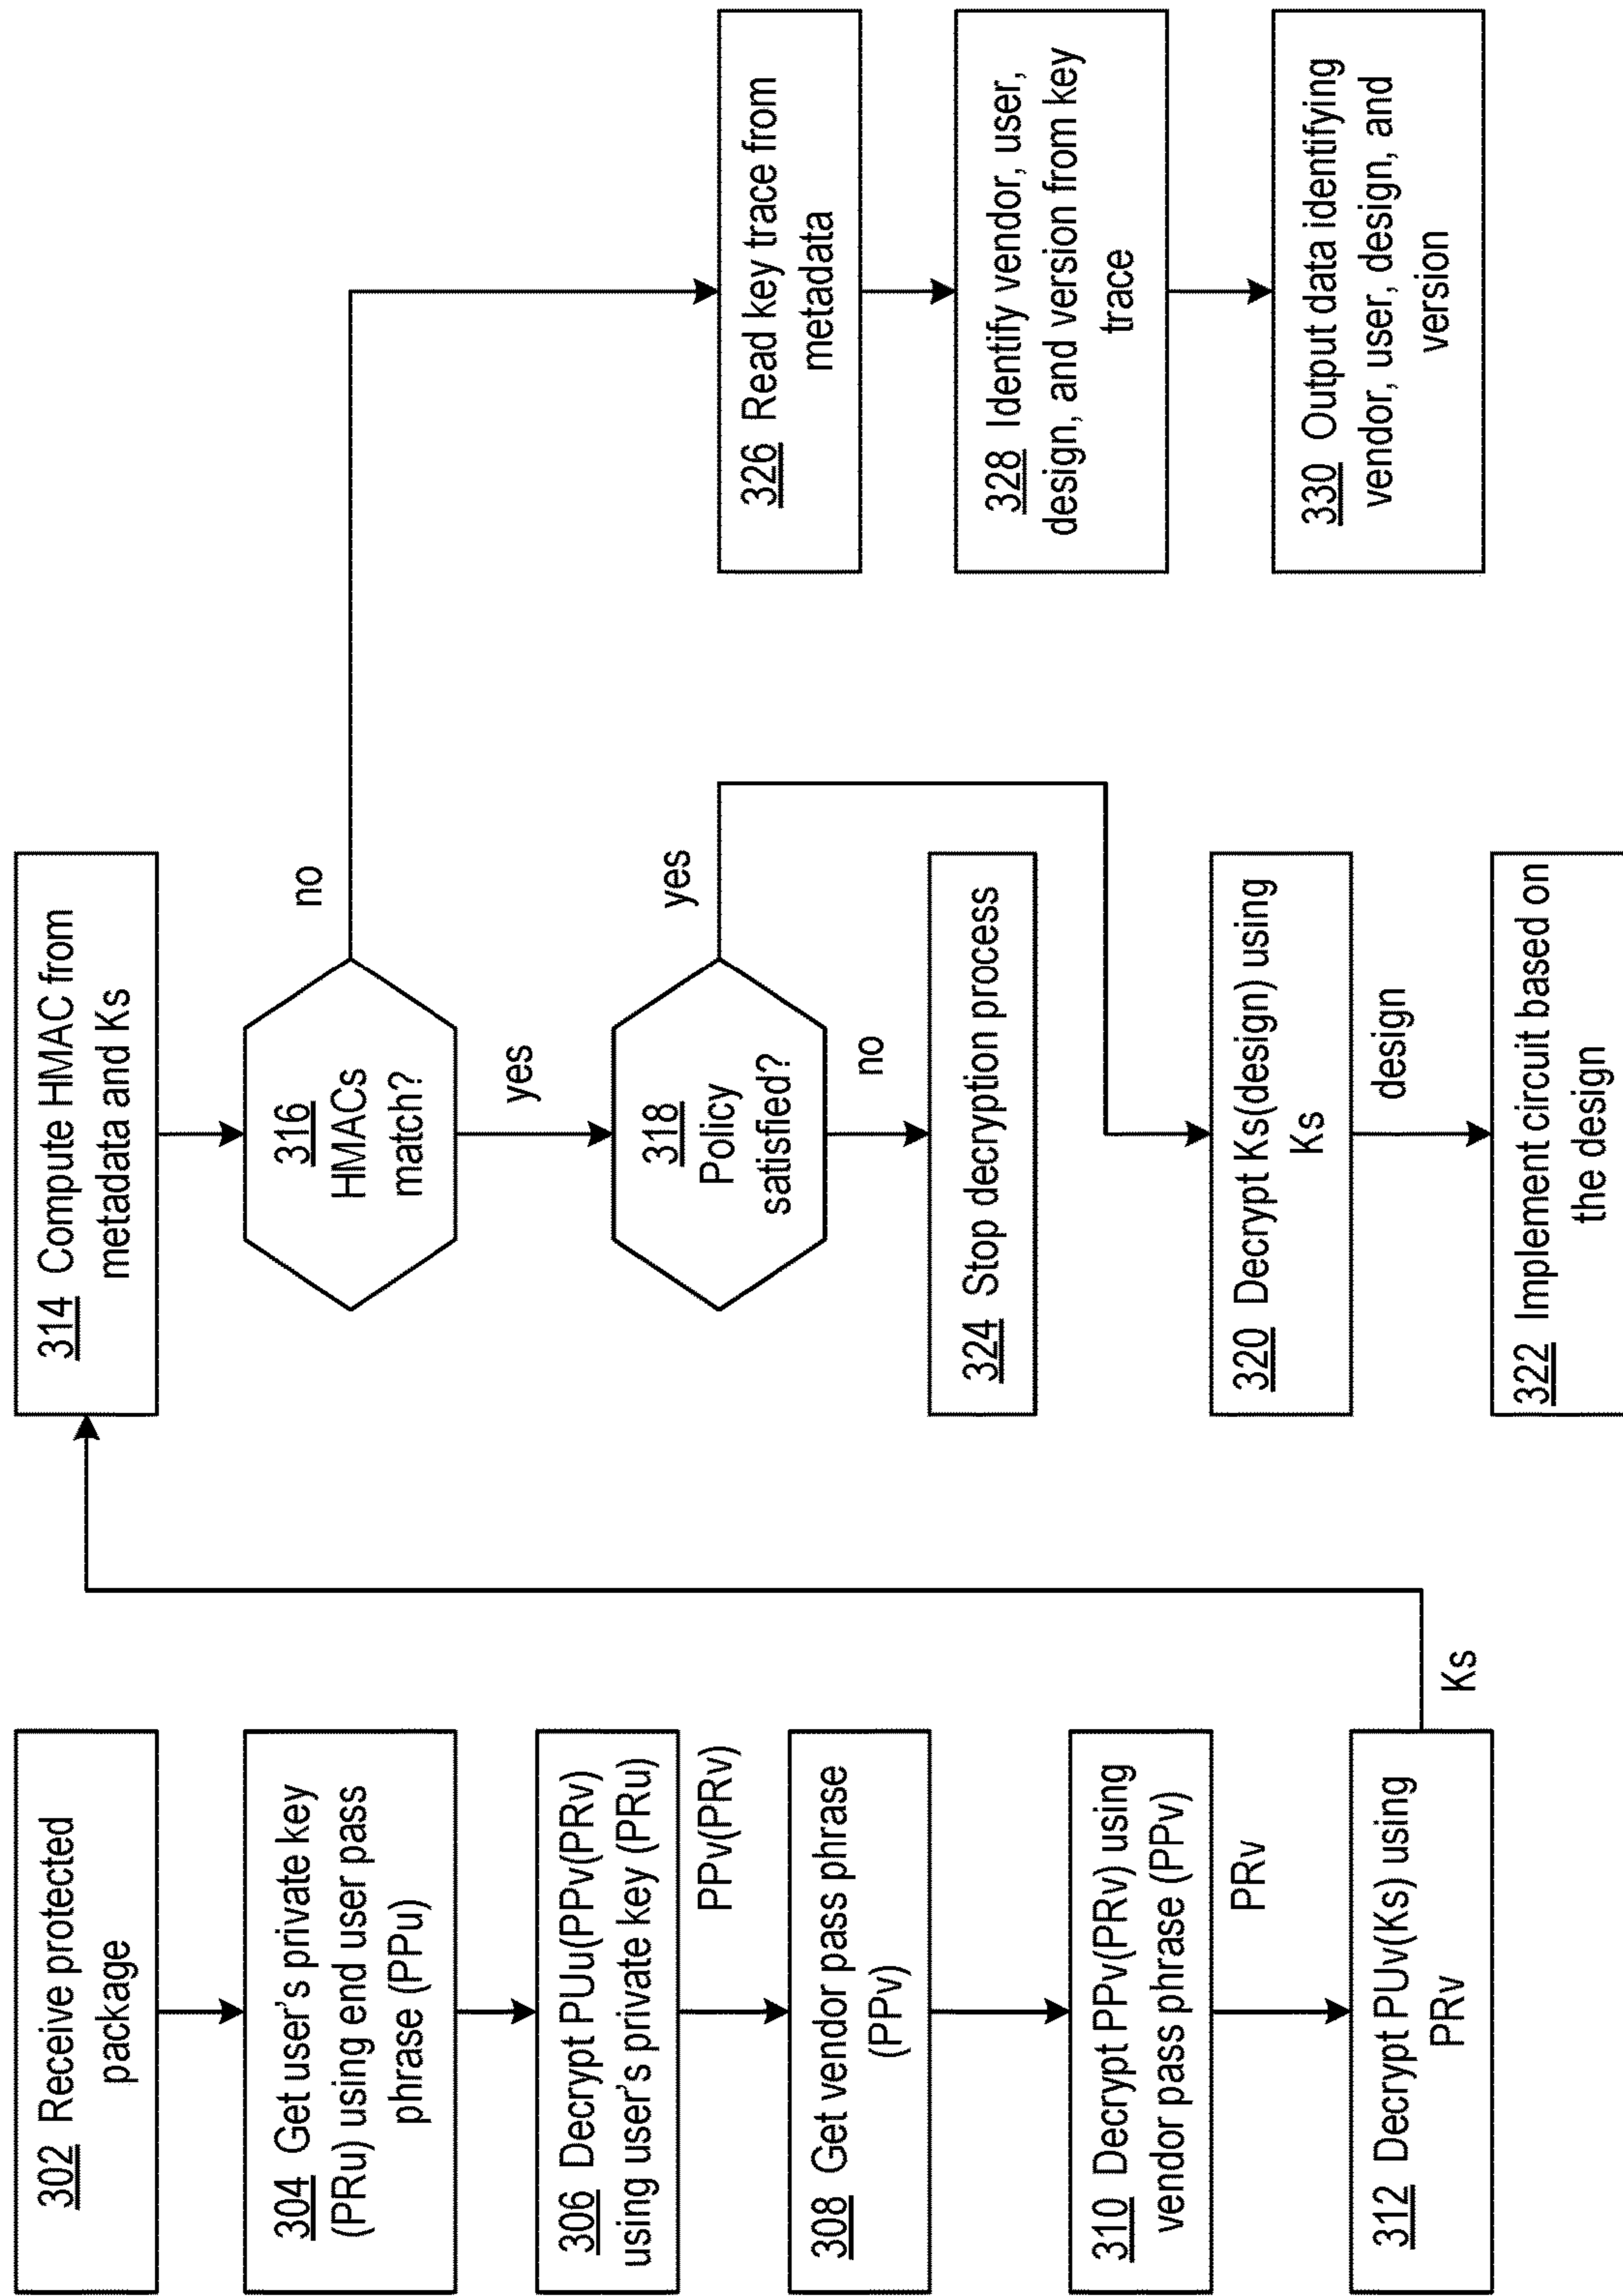 302 Receive protected
package
304 Get user's private key
(PRu) using end user pass
phrase (PPu)
306 Decrypt PUu(PPv(PRv)
using user's private key (PRu)
PPv(PRv)
308 Get vendor pass phrase
(PPv)
310 Decrypt PPv(PRv) using
vendor pass phrase (PPv)
PRv
312 Decrypt PUv(Ks) using
PRv
Ks
314 Compute HMAC from
metadata and Ks
316
HMACs
match?
no
yes
318
Policy
satisfied?
yes
no
324 Stop decryption process
320 Decrypt Ks(design) using
Ks
design
322 Implement circuit based on
the design
326 Read key trace from
metadata
328 Identify vendor, user,
design, and version from key
trace
330 Output data identifying
vendor, user, design, and
version